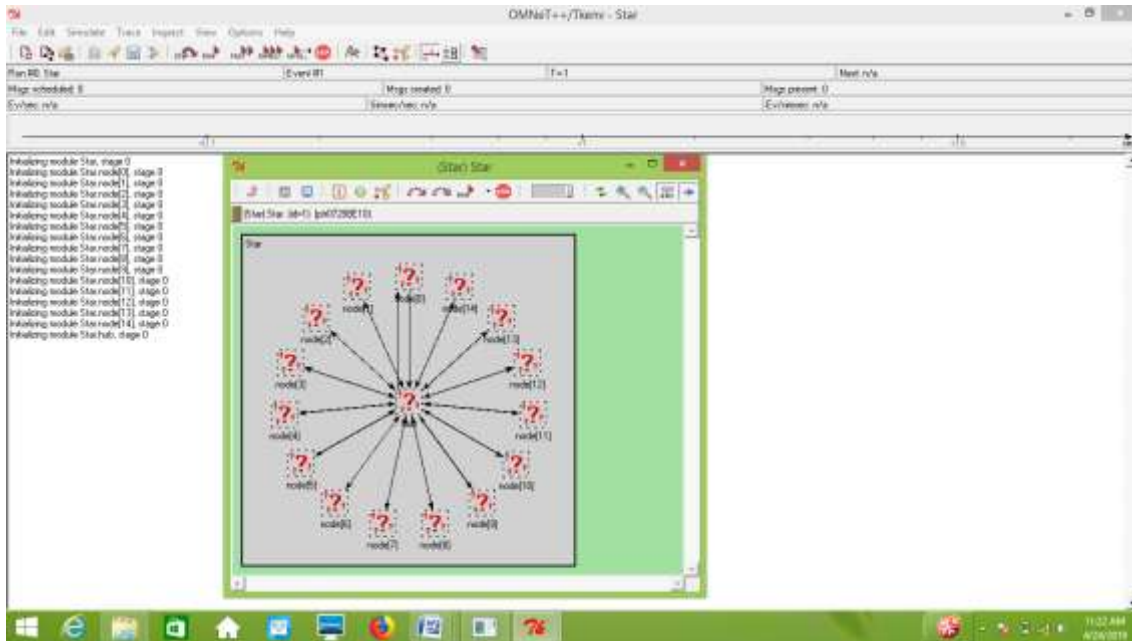 OMNeT++/Tkenv - Star
File Edit Simulate Trace Inspect View Options Help
Run #0: Star
Event #1
T=1
Next: n/a
Msgs scheduled: 0
Msgs created: 0
Msgs present: 0
Ev/sec: n/a
Simsec/sec: n/a
Ev/simsec: n/a
Initializing module Star, stage 0
Initializing module Star.node[0], stage 0
Initializing module Star.node[1], stage 0
Initializing module Star.node[2], stage 0
Initializing module Star.node[3], stage 0
Initializing module Star.node[4], stage 0
Initializing module Star.node[5], stage 0
Initializing module Star.node[6], stage 0
Initializing module Star.node[7], stage 0
Initializing module Star.node[8], stage 0
Initializing module Star.node[9], stage 0
Initializing module Star.node[10], stage 0
Initializing module Star.node[11], stage 0
Initializing module Star.node[12], stage 0
Initializing module Star.node[13], stage 0
Initializing module Star.node[14], stage 0
Initializing module Star.hub, stage 0
(Star) Star
(Star) Star (id=1)
Star
node[0]
node[1]
node[14]
node[2]
node[13]
node[3]
node[12]
node[4]
node[11]
node[5]
node[10]
node[6]
node[9]
node[7]
node[8]
11:22 AM